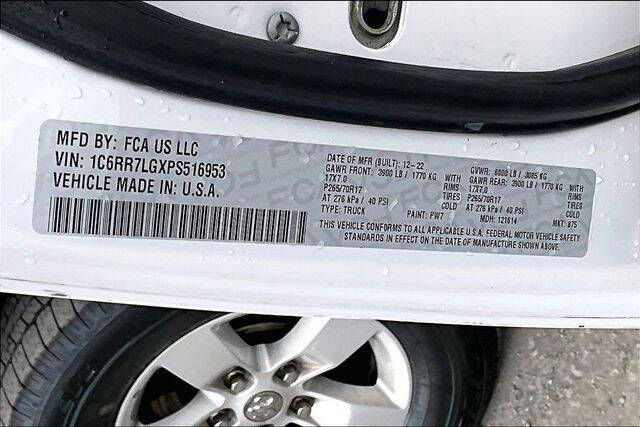 MFD BY: FCA US LLC
VIN: 1C6RR7LGXPS516953
VEHICLE MADE IN: U.S.A.
DATE OF MFR (BUILT): 12-22
GAWR FRONT: 3900 LB / 1770 KG
17X7.0 RIMS
P265/70R17 TIRES
AT 276 kPa / 40 PSI COLD
TYPE: TRUCK PAINT: PW7
GVWR: 6800 LB / 3085 KG
GAWR REAR: 3900 LB / 1770 KG
17X7.0 RIMS
P265/70R17 TIRES
AT 276 kPa / 40 PSI COLD
MDH: 121614 MKT: 875
THIS VEHICLE CONFORMS TO ALL APPLICABLE U.S.A. FEDERAL MOTOR VEHICLE SAFETY
STANDARDS IN EFFECT ON THE DATE OF MANUFACTURE SHOWN ABOVE.